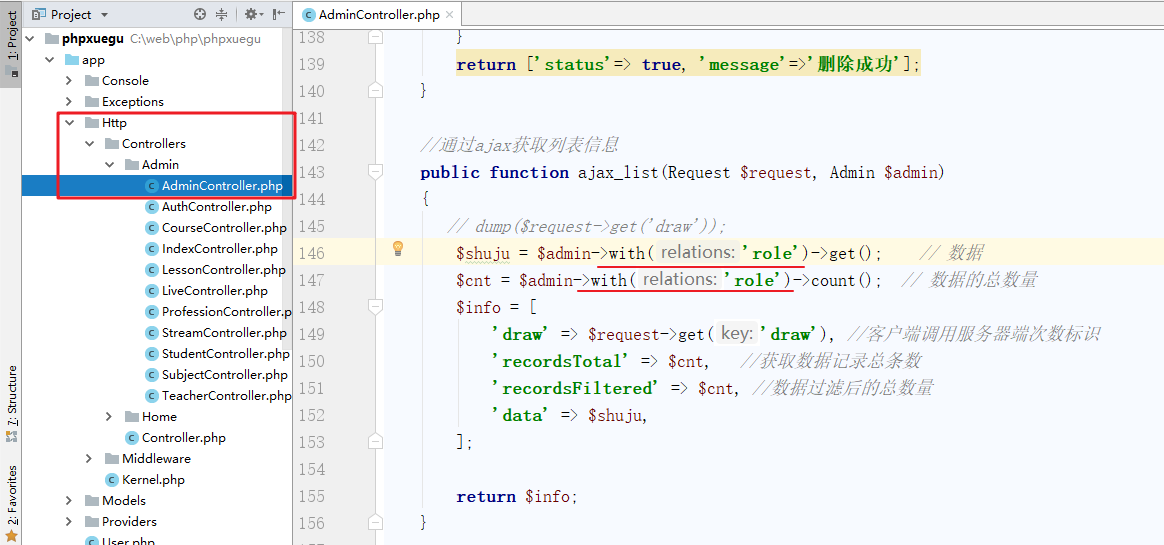 Project
AdminController.php
1: Project
7: Structure
2: Favorites
phpxuegu C:\web\php\phpxuegu
app
Console
Exceptions
Http
Controllers
Admin
AdminController.php
AuthController.php
CourseController.php
IndexController.php
LessonController.php
LiveController.php
ProfessionController.p
StreamController.php
StudentController.php
SubjectController.php
TeacherController.php
Home
Controller.php
Middleware
Kernel.php
Models
Providers
User.php
138 }
139 return ['status'=> true, 'message'=>'删除成功'];
140 }
141
142 //通过ajax获取列表信息
143 public function ajax_list(Request $request, Admin $admin)
144 {
145 // dump($request->get('draw'));
146 $shuju = $admin->with( relations: 'role')->get(); // 数据
147 $cnt = $admin->with( relations: 'role')->count(); // 数据的总数量
148 $info = [
149 'draw' => $request->get( key: 'draw'), //客户端调用服务器端次数标识
150 'recordsTotal' => $cnt, //获取数据记录总条数
151 'recordsFiltered' => $cnt, //数据过滤后的总数量
152 'data' => $shuju,
153 ];
154
155 return $info;
156 }
157